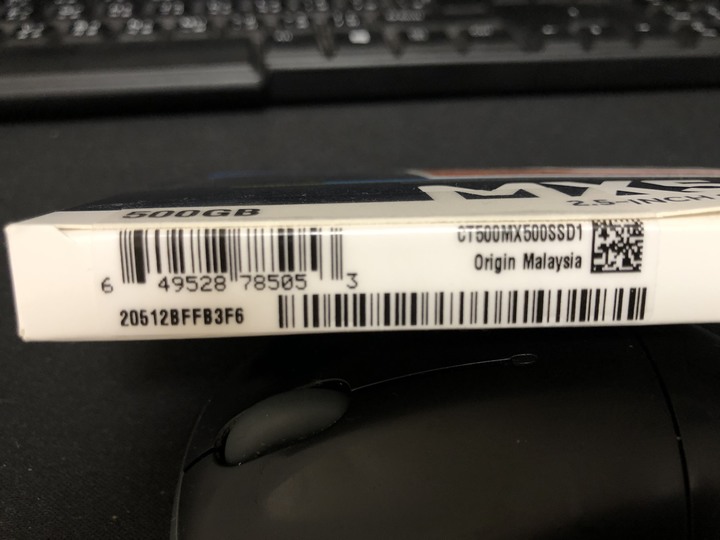 500GB
MX5
2.5-INCH
CT500MX500SSD1
Origin Malaysia
6 49528 78505 3
20512BFFB3F6